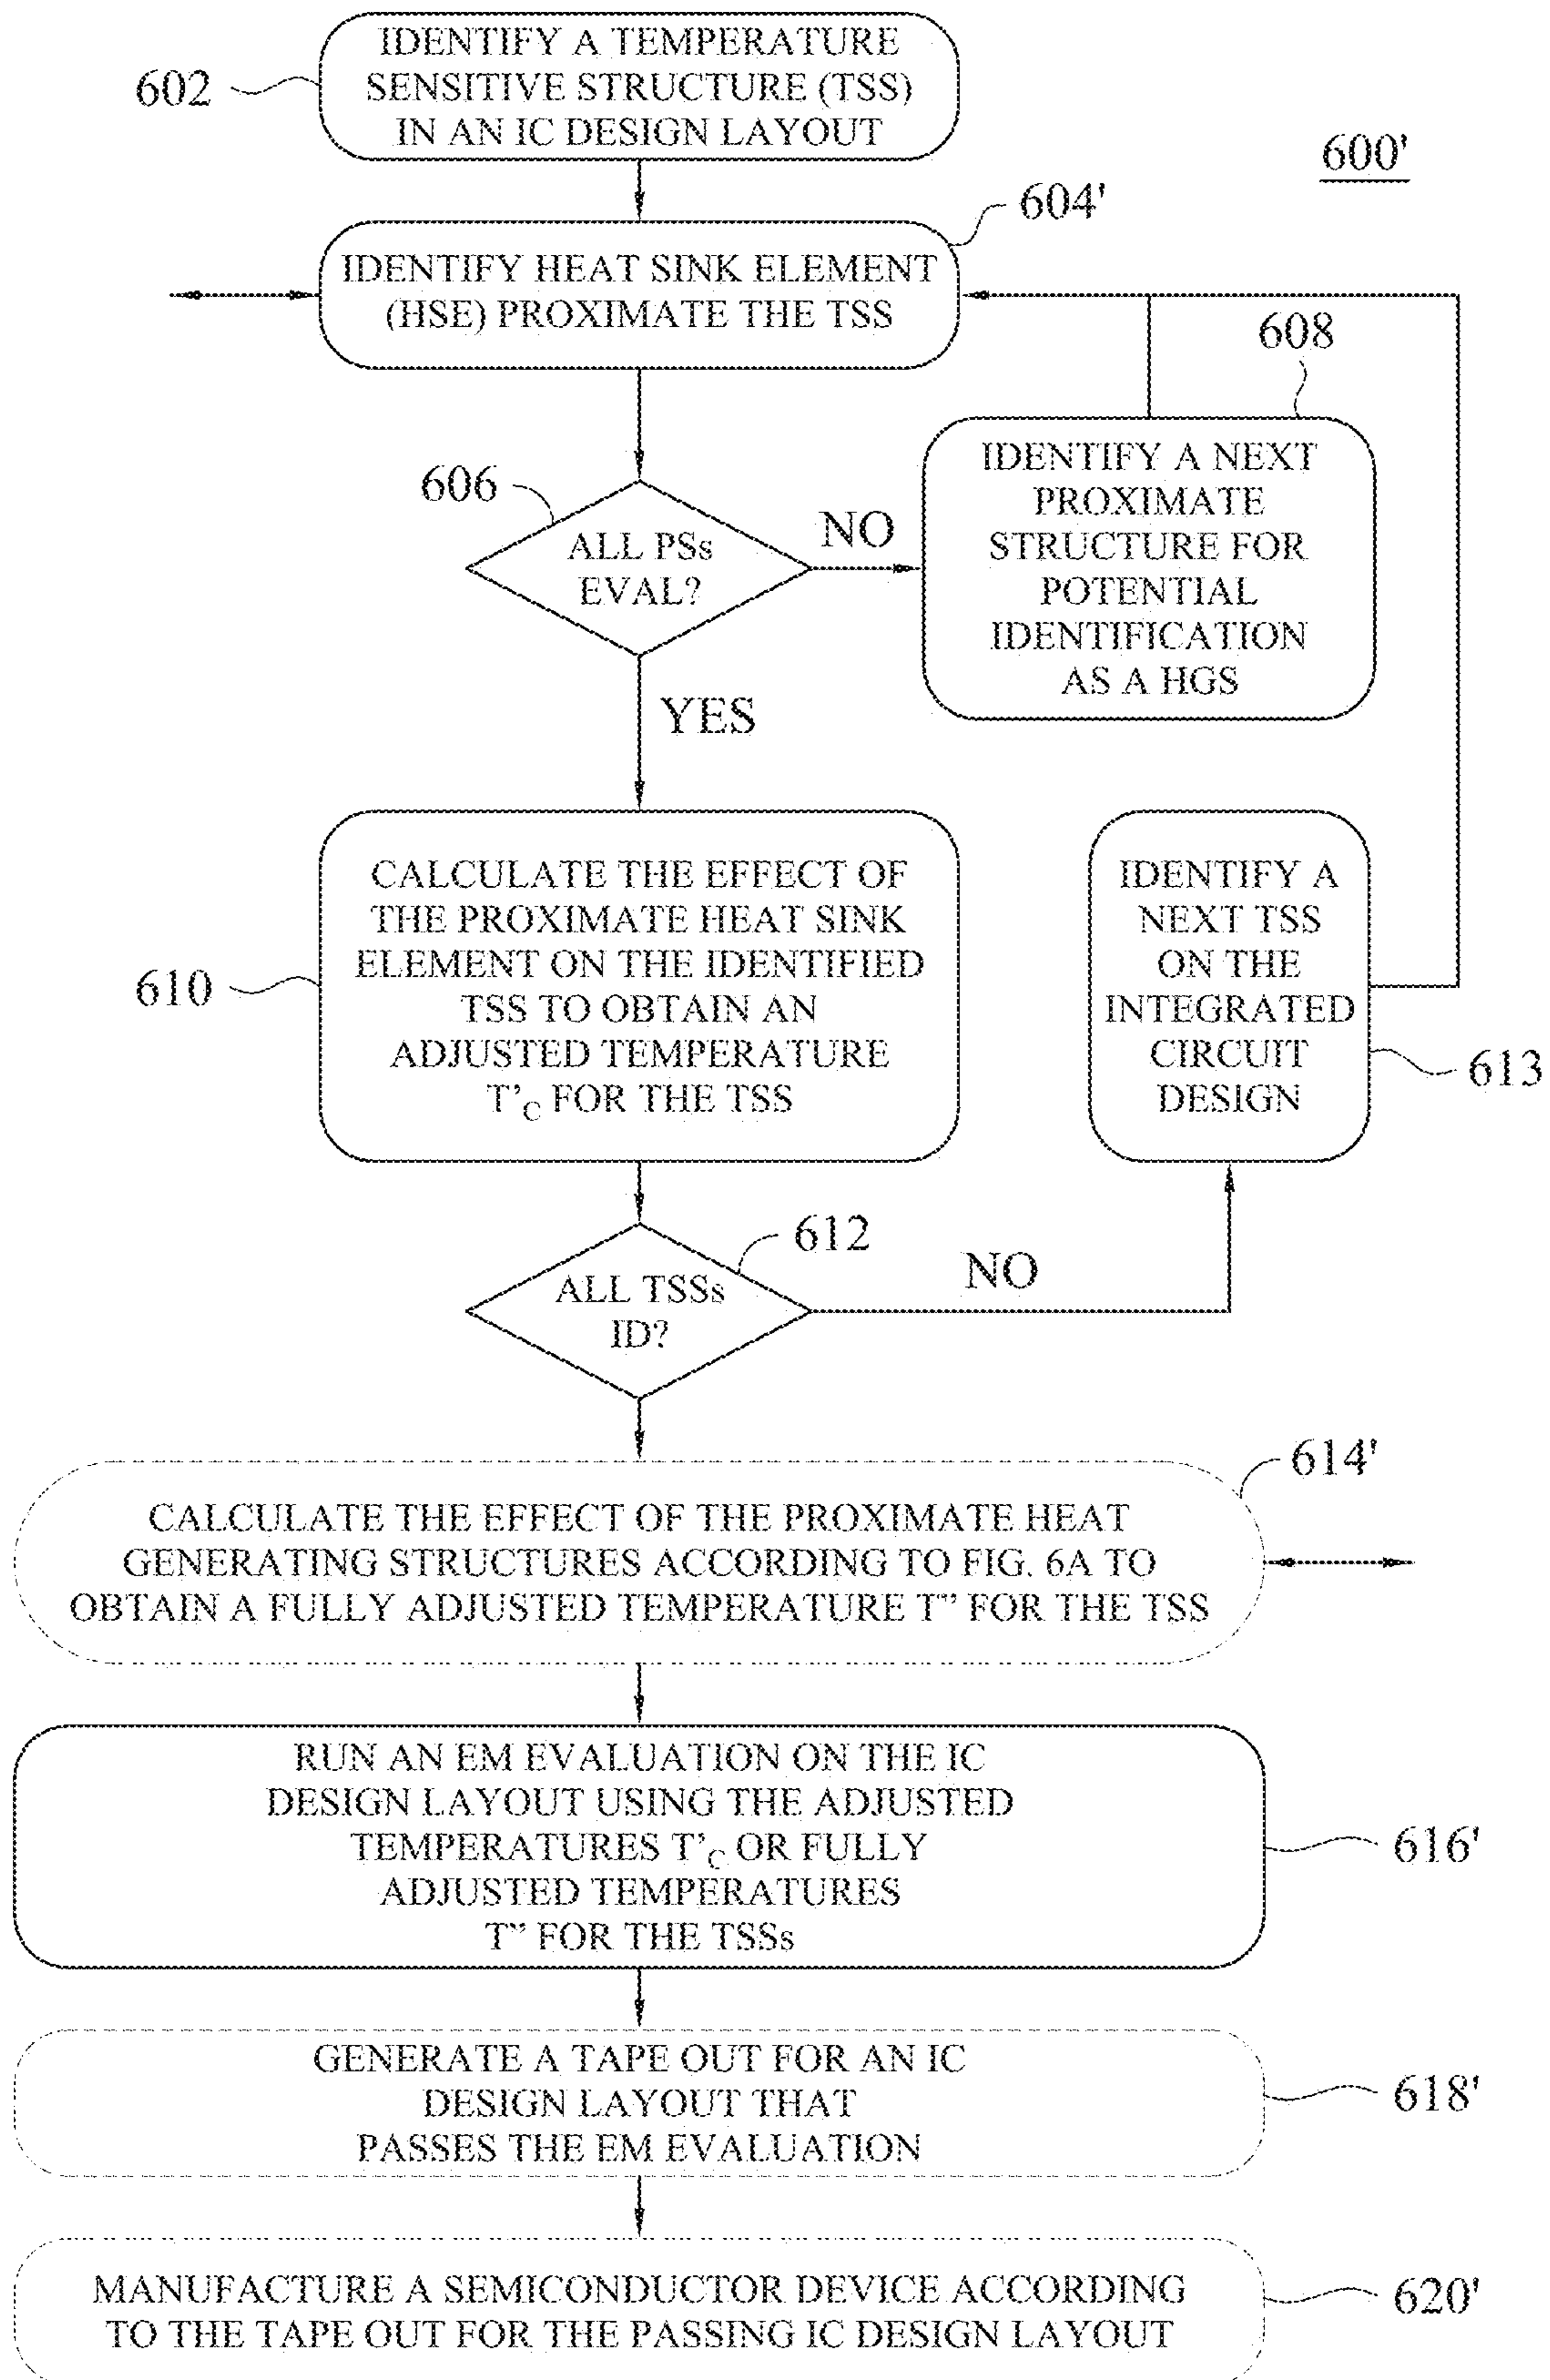 IDENTIFY A TEMPERATURE
SENSITIVE STRUCTURE (TSS)
IN AN IC DESIGN LAYOUT
602
600'
604'
IDENTIFY HEAT SINK ELEMENT
(HSE) PROXIMATE THE TSS
608
606
ALL PSs
EVAL?
NO
IDENTIFY A NEXT
PROXIMATE
STRUCTURE FOR
POTENTIAL
IDENTIFICATION
AS A HGS
YES
CALCULATE THE EFFECT OF
THE PROXIMATE HEAT SINK
ELEMENT ON THE IDENTIFIED
TSS TO OBTAIN AN
ADJUSTED TEMPERATURE
T'C FOR THE TSS
610
IDENTIFY A
NEXT TSS
ON THE
INTEGRATED
CIRCUIT
DESIGN
613
612
ALL TSSs
ID?
NO
614'
CALCULATE THE EFFECT OF THE PROXIMATE HEAT
GENERATING STRUCTURES ACCORDING TO FIG. 6A TO
OBTAIN A FULLY ADJUSTED TEMPERATURE T" FOR THE TSS
RUN AN EM EVALUATION ON THE IC
DESIGN LAYOUT USING THE ADJUSTED
TEMPERATURES T'C OR FULLY
ADJUSTED TEMPERATURES
T" FOR THE TSSs
616'
GENERATE A TAPE OUT FOR AN IC
DESIGN LAYOUT THAT
PASSES THE EM EVALUATION
618'
MANUFACTURE A SEMICONDUCTOR DEVICE ACCORDING
TO THE TAPE OUT FOR THE PASSING IC DESIGN LAYOUT
620'